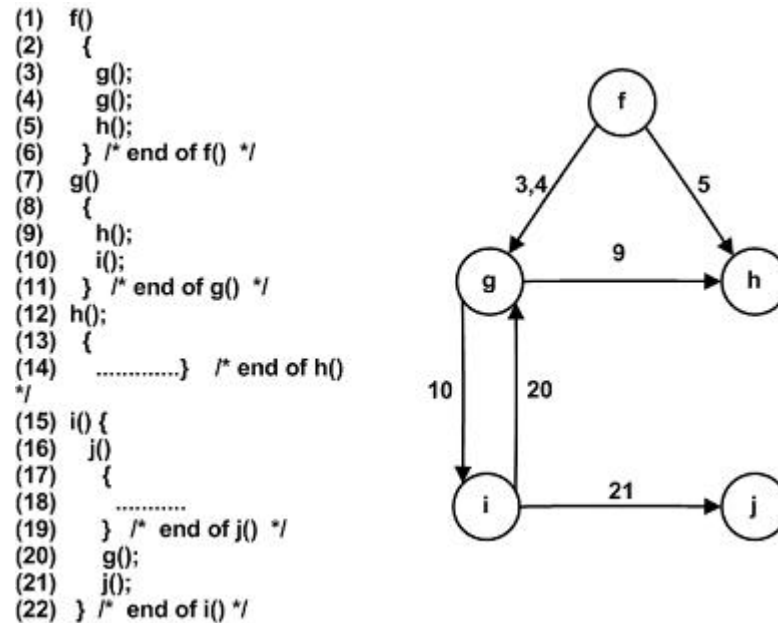 (1) f()
(2) {
(3) g();
(4) g();
(5) h();
(6) } /* end of f() */
(7) g()
(8) {
(9) h();
(10) i();
(11) } /* end of g() */
(12) h();
(13) {
(14) .............} /* end of h()
*/
(15) i() {
(16) j()
(17) {
(18) ...........
(19) } /* end of j() */
(20) g();
(21) j();
(22) } /* end of i() */
f
3,4
5
g
9
h
10
20
i
21
j